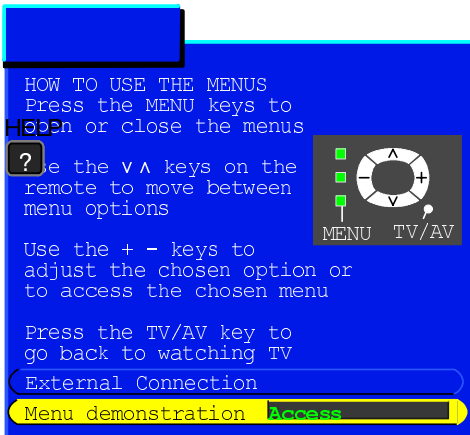 HOW TO USE THE MENUS
Press the MENU keys to
open or close the menus
HELP
?
Use the ∨ ∧ keys on the
remote to move between
menu options
∧
− +
∨
MENU TV/AV
Use the + − keys to
adjust the chosen option or
to access the chosen menu
Press the TV/AV key to
go back to watching TV
External Connection
Menu demonstration Access